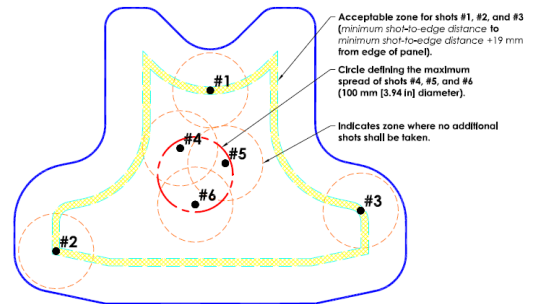 Acceptable zone for shots #1, #2, and #3
(minimum shot-to-edge distance to
minimum shot-to-edge distance +19 mm
from edge of panel).
Circle defining the maximum
spread of shots #4, #5, and #6
(100 mm [3.94 in] diameter).
Indicates zone where no additional
shots shall be taken.
#1
#4
#5
#6
#3
#2